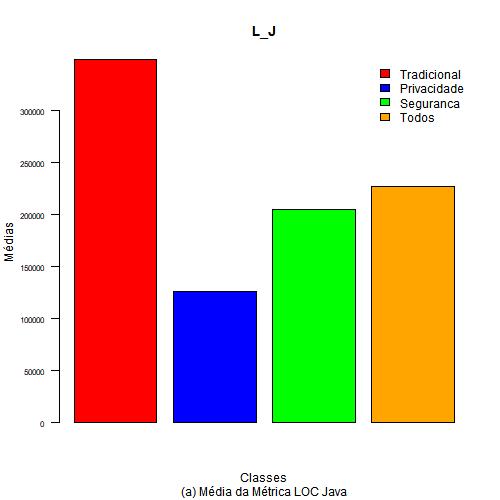 L_J
Tradicional
Privacidade
Seguranca
Todos
300000
250000
200000
150000
100000
50000
0
Médias
Classes
(a) Média da Métrica LOC Java